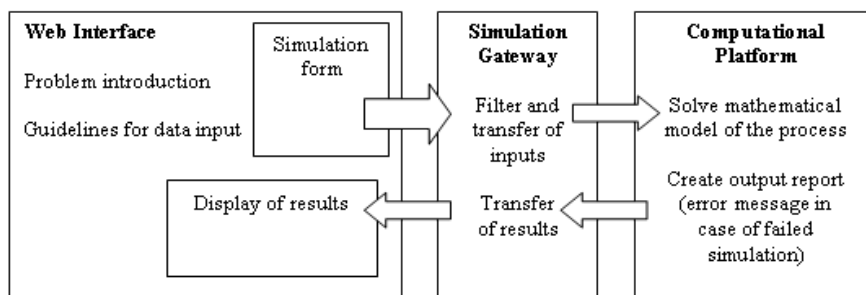 Web Interface
Problem introduction
Guidelines for data input
Simulation
form
Display of results
Simulation
Gateway
Filter and
transfer of
inputs
Transfer
of results
Computational
Platform
Solve mathematical
model of the process
Create output report
(error message in
case of failed
simulation)